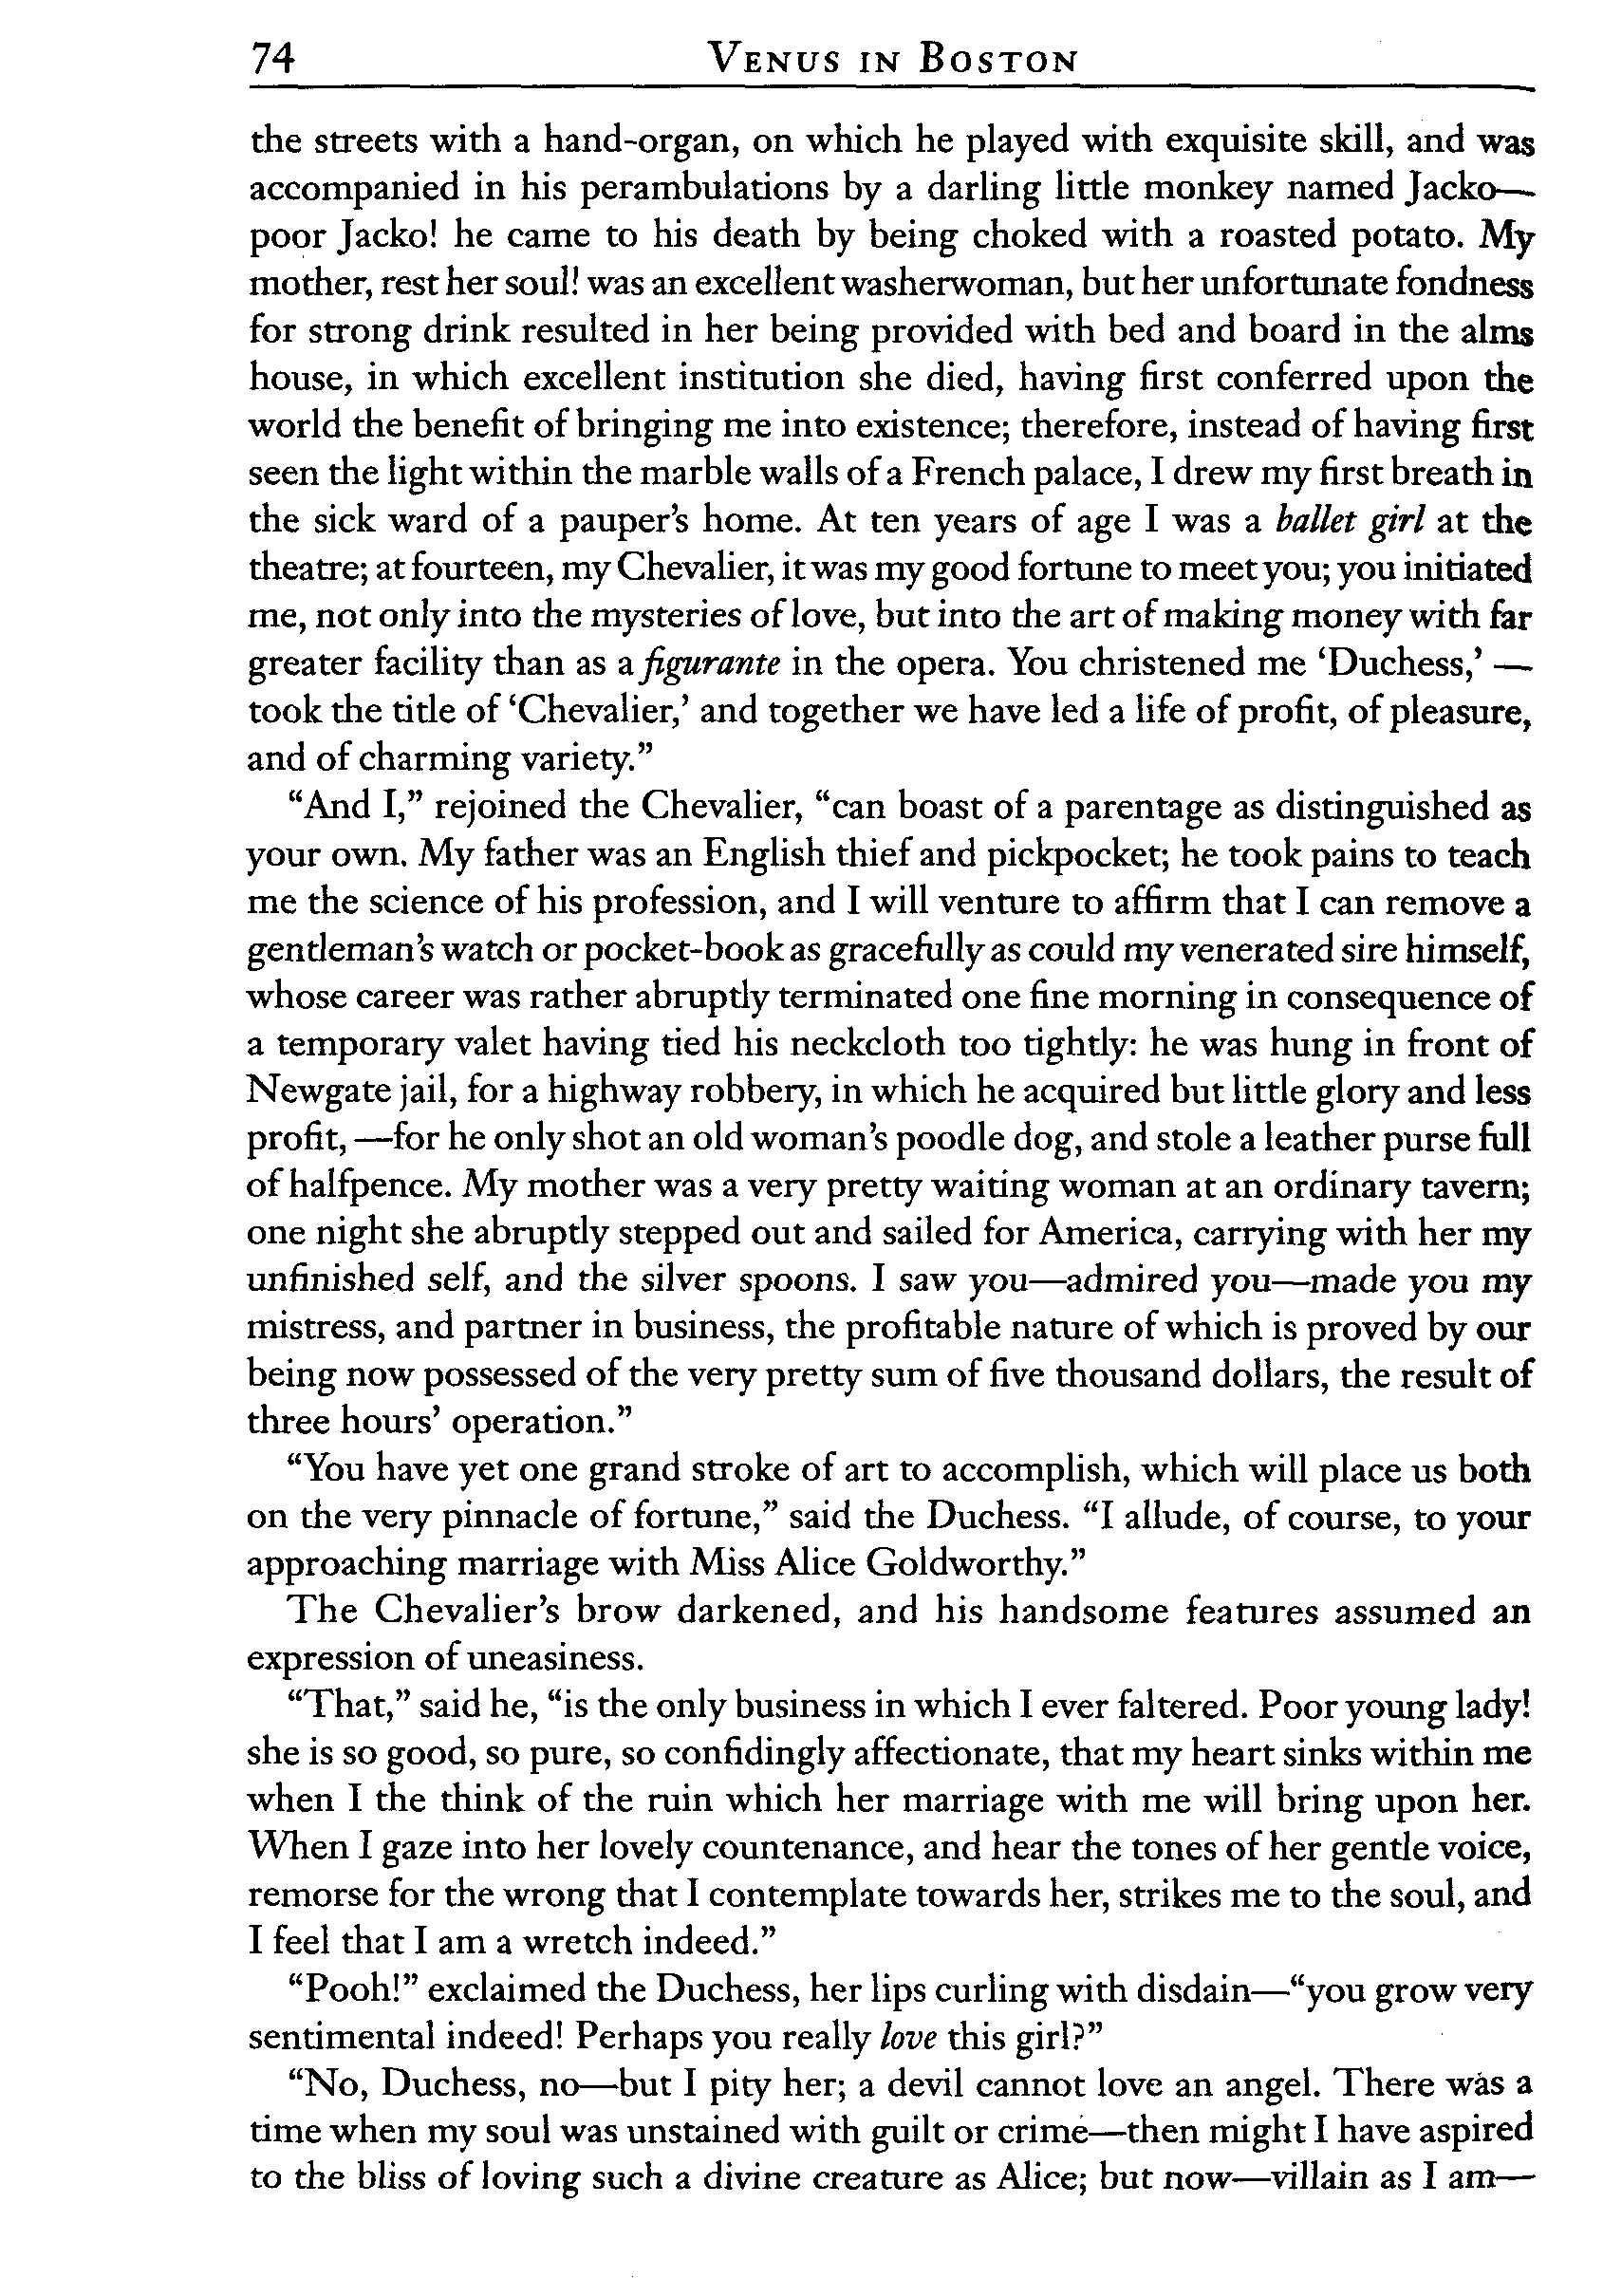 74 VENUS IN BOSTON
the streets with a hand-organ, on which he played with exquisite skill, and was
accompanied in his perambulations by a darling little monkey named Jacko—
poor Jacko! he came to his death by being choked with a roasted potato. My
mother, rest her soul! was an excellent washerwoman, but her unfortunate fondness
for strong drink resulted in her being provided with bed and board in the alms
house, in which excellent institution she died, having first conferred upon the
world the benefit of bringing me into existence; therefore, instead of having first
seen the light within the marble walls of a French palace, I drew my first breath in
the sick ward of a pauper's home. At ten years of age I was a ballet girl at the
theatre; at fourteen, my Chevalier, it was my good fortune to meet you; you initiated
me, not only into the mysteries of love, but into the art of making money with far
greater facility than as a figurante in the opera. You christened me ‘Duchess,’ —
took the title of ‘Chevalier,’ and together we have led a life of profit, of pleasure,
and of charming variety.”
“And I,” rejoined the Chevalier, “can boast of a parentage as distinguished as
your own. My father was an English thief and pickpocket; he took pains to teach
me the science of his profession, and I will venture to affirm that I can remove a
gentleman's watch or pocket-book as gracefully as could my venerated sire himself,
whose career was rather abruptly terminated one fine morning in consequence of
a temporary valet having tied his neckcloth too tightly: he was hung in front of
Newgate jail, for a highway robbery, in which he acquired but little glory and less
profit, —for he only shot an old woman's poodle dog, and stole a leather purse full
of halfpence. My mother was a very pretty waiting woman at an ordinary tavern;
one night she abruptly stepped out and sailed for America, carrying with her my
unfinished self, and the silver spoons. I saw you—admired you—made you my
mistress, and partner in business, the profitable nature of which is proved by our
being now possessed of the very pretty sum of five thousand dollars, the result of
three hours’ operation.”
“You have yet one grand stroke of art to accomplish, which will place us both
on the very pinnacle of fortune,” said the Duchess. “I allude, of course, to your
approaching marriage with Miss Alice Goldworthy.”
The Chevalier's brow darkened, and his handsome features assumed an
expression of uneasiness.
“That,” said he, “is the only business in which I ever faltered. Poor young lady!
she is so good, so pure, so confidingly affectionate, that my heart sinks within me
when I the think of the ruin which her marriage with me will bring upon her.
When I gaze into her lovely countenance, and hear the tones of her gentle voice,
remorse for the wrong that I contemplate towards her, strikes me to the soul, and
I feel that I am a wretch indeed.”
“Pooh!” exclaimed the Duchess, her lips curling with disdain—“you grow very
sentimental indeed! Perhaps you really love this girl?”
“No, Duchess, no—but I pity her; a devil cannot love an angel. There was a
time when my soul was unstained with guilt or crime—then might I have aspired
to the bliss of loving such a divine creature as Alice; but now—villain as I am—